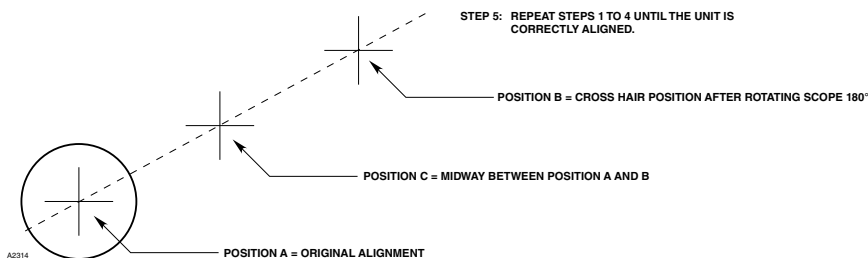 STEP 5: REPEAT STEPS 1 TO 4 UNTIL THE UNIT IS
CORRECTLY ALIGNED.
POSITION B = CROSS HAIR POSITION AFTER ROTATING SCOPE 180°
POSITION C = MIDWAY BETWEEN POSITION A AND B
POSITION A = ORIGINAL ALIGNMENT
A2314